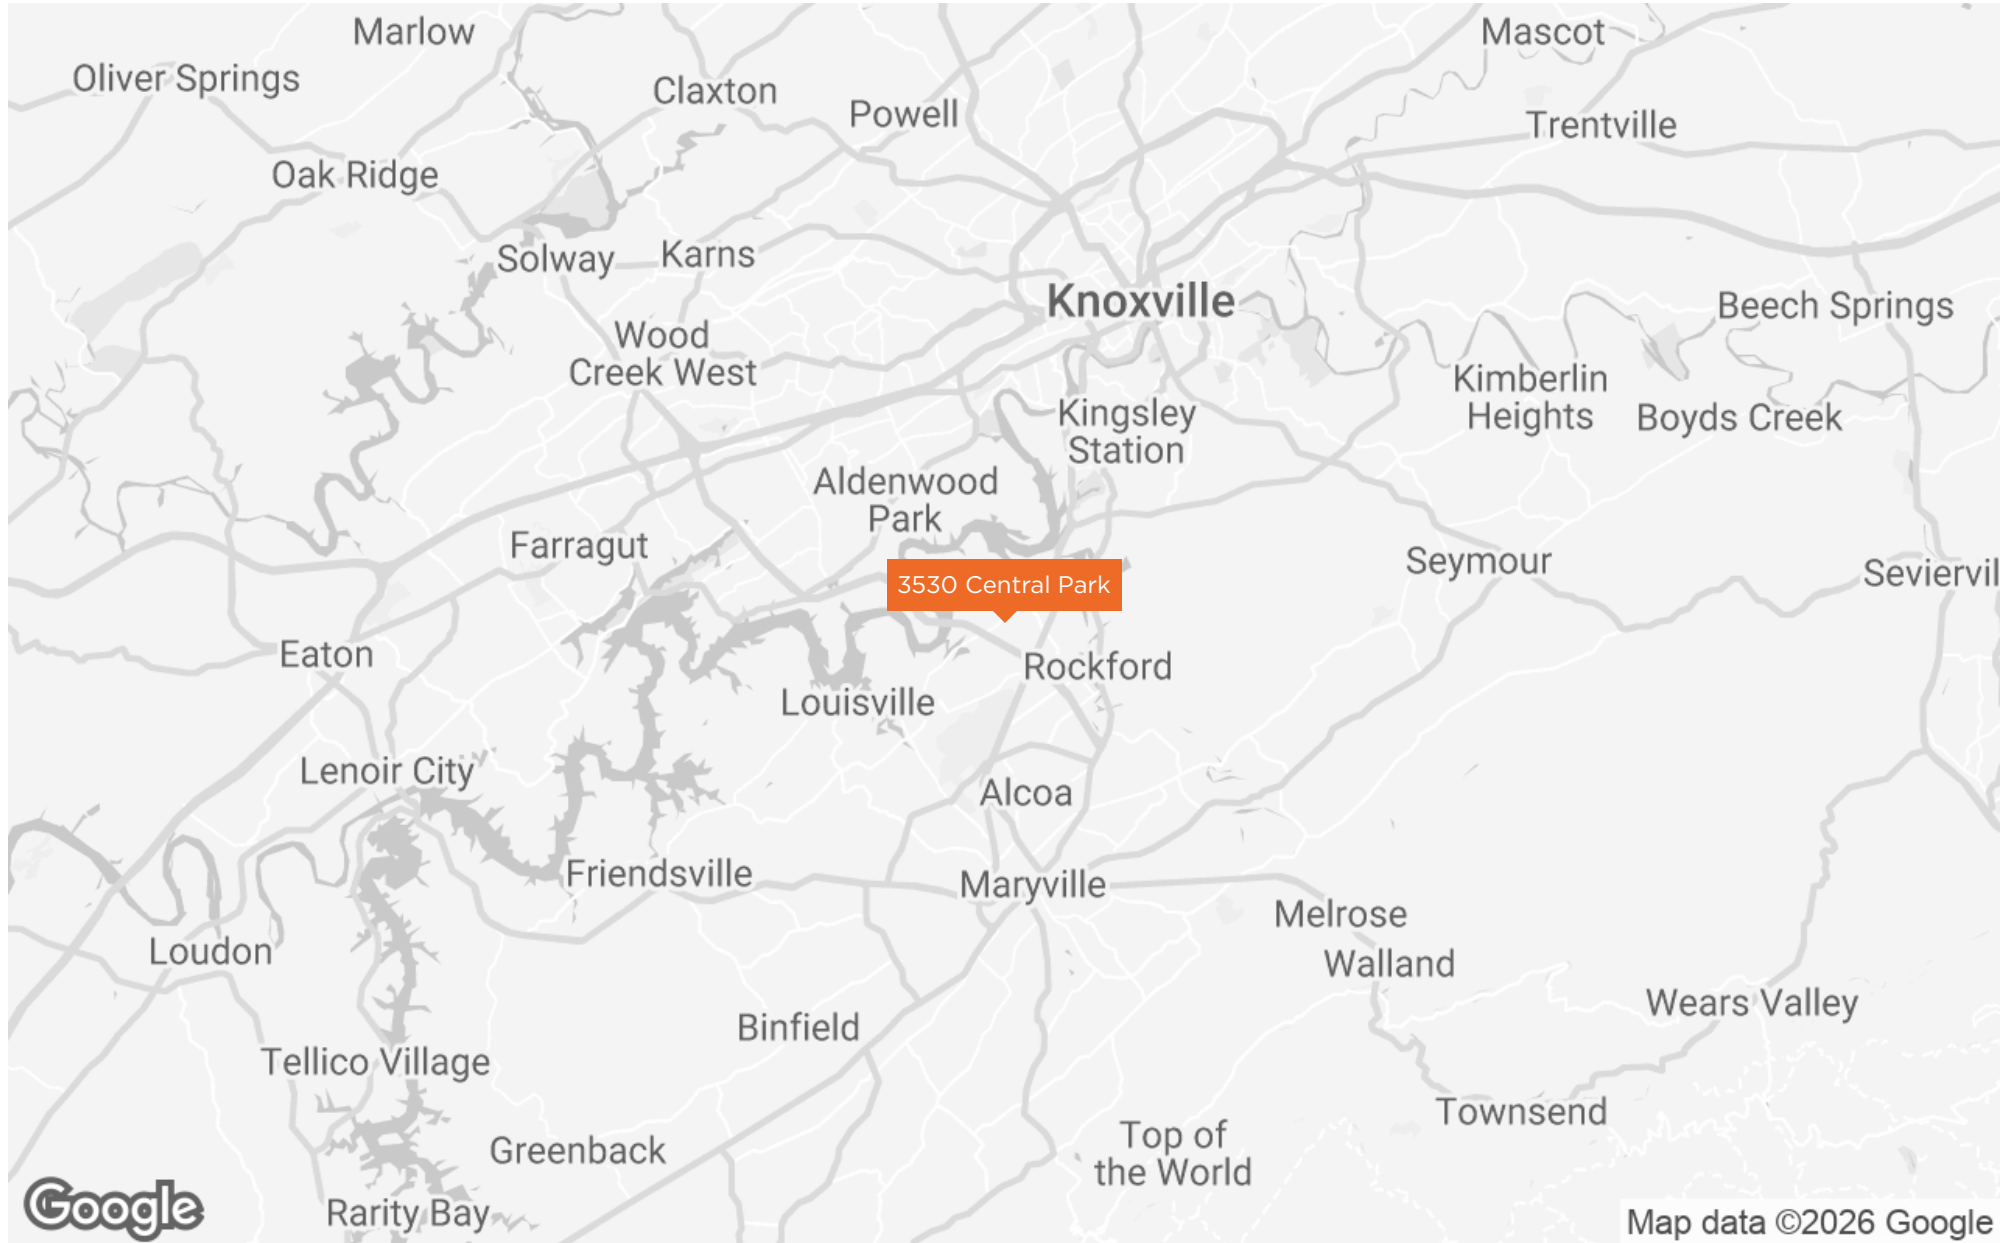 Marlow
Mascot
Oliver Springs
Claxton
Powell
Trentville
Oak Ridge
Solway
Karns
Knoxville
Beech Springs
Wood
Creek West
Kimberlin
Heights
Boyds Creek
Kingsley
Station
Aldenwood
Park
Farragut
Seymour
Seviervil
3530 Central Park
Eaton
Rockford
Louisville
Lenoir City
Alcoa
Friendsville
Maryville
Melrose
Loudon
Walland
Wears Valley
Binfield
Tellico Village
Townsend
Greenback
Top of
the World
Rarity Bay
Google
Map data ©2026 Google